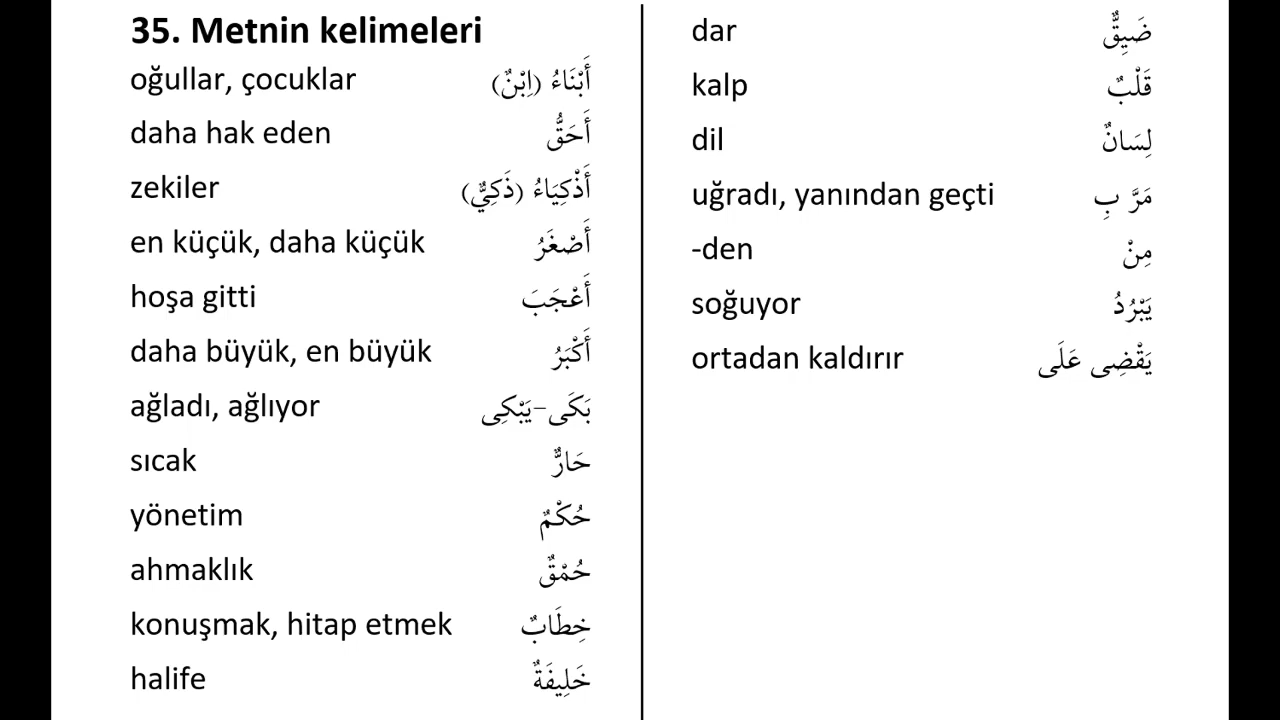 35. Metnin kelimeleri
oğullar, çocuklar أَبْنَاءُ (اِبْنٌ)
daha hak eden أَحَقُّ
zekiler أَذْكِيَاءُ (ذَكِيٌّ)
en küçük, daha küçük أَصْغَرُ
hoşa gitti أَعْجَبَ
daha büyük, en büyük أَكْبَرُ
ağladı, ağlıyor بَكَى–يَبْكِى
sıcak حَارٌّ
yönetim حُكْمٌ
ahmaklık حُمْقٌ
konuşmak, hitap etmek خِطَابٌ
halife خَلِيفَةٌ
dar ضَيِقٌّ
kalp قَلْبٌ
dil لِسَانٌ
uğradı, yanından geçti مَرَّ بِ
-den مِنْ
soğuyor يَبْرُدُ
ortadan kaldırır يَقْضِى عَلَى